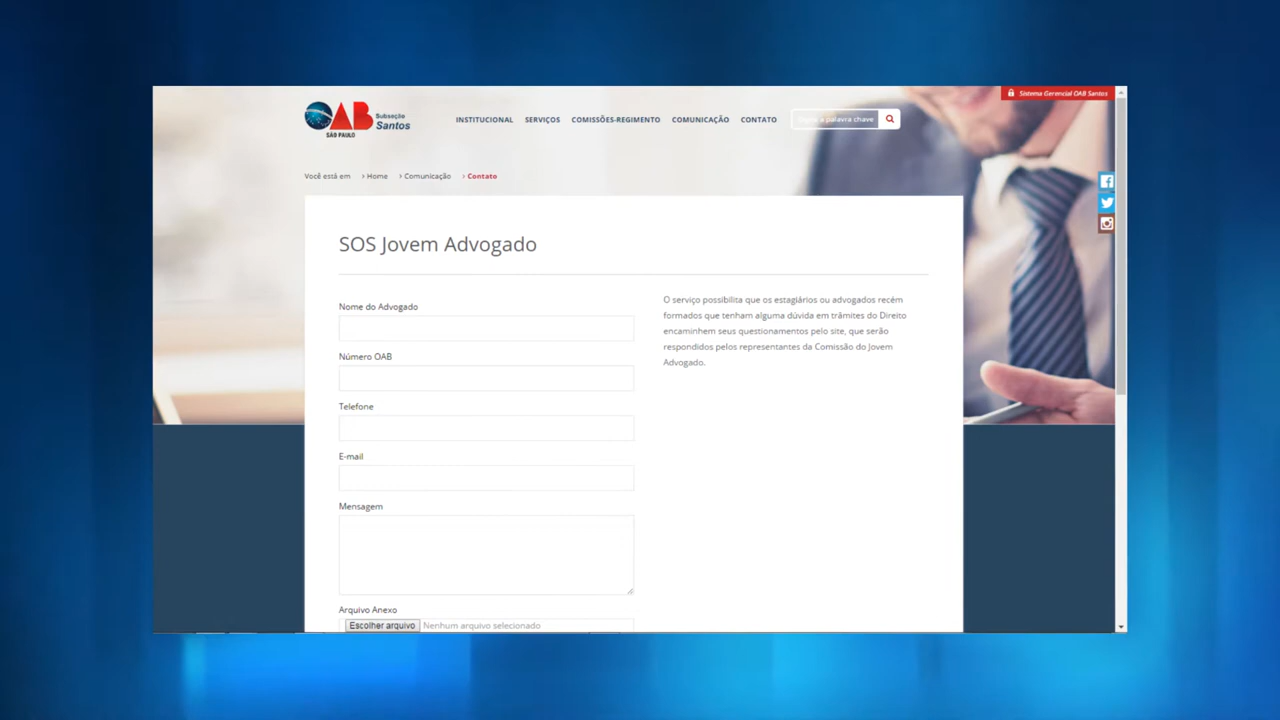 Sistema Gerencial OAB Santos
OAB
SÃO PAULO
Subseção
Santos
INSTITUCIONAL SERVIÇOS COMISSÕES-REGIMENTO COMUNICAÇÃO CONTATO
a palavra chave
Você está em › Home › Comunicação › Contato
SOS Jovem Advogado
Nome do Advogado
Número OAB
Telefone
E-mail
Mensagem
Arquivo Anexo
Escolher arquivo Nenhum arquivo selecionado
O serviço possibilita que os estagiários ou advogados recém
formados que tenham alguma dúvida em trâmites do Direito
encaminhem seus questionamentos pelo site, que serão
respondidos pelos representantes da Comissão do Jovem
Advogado.